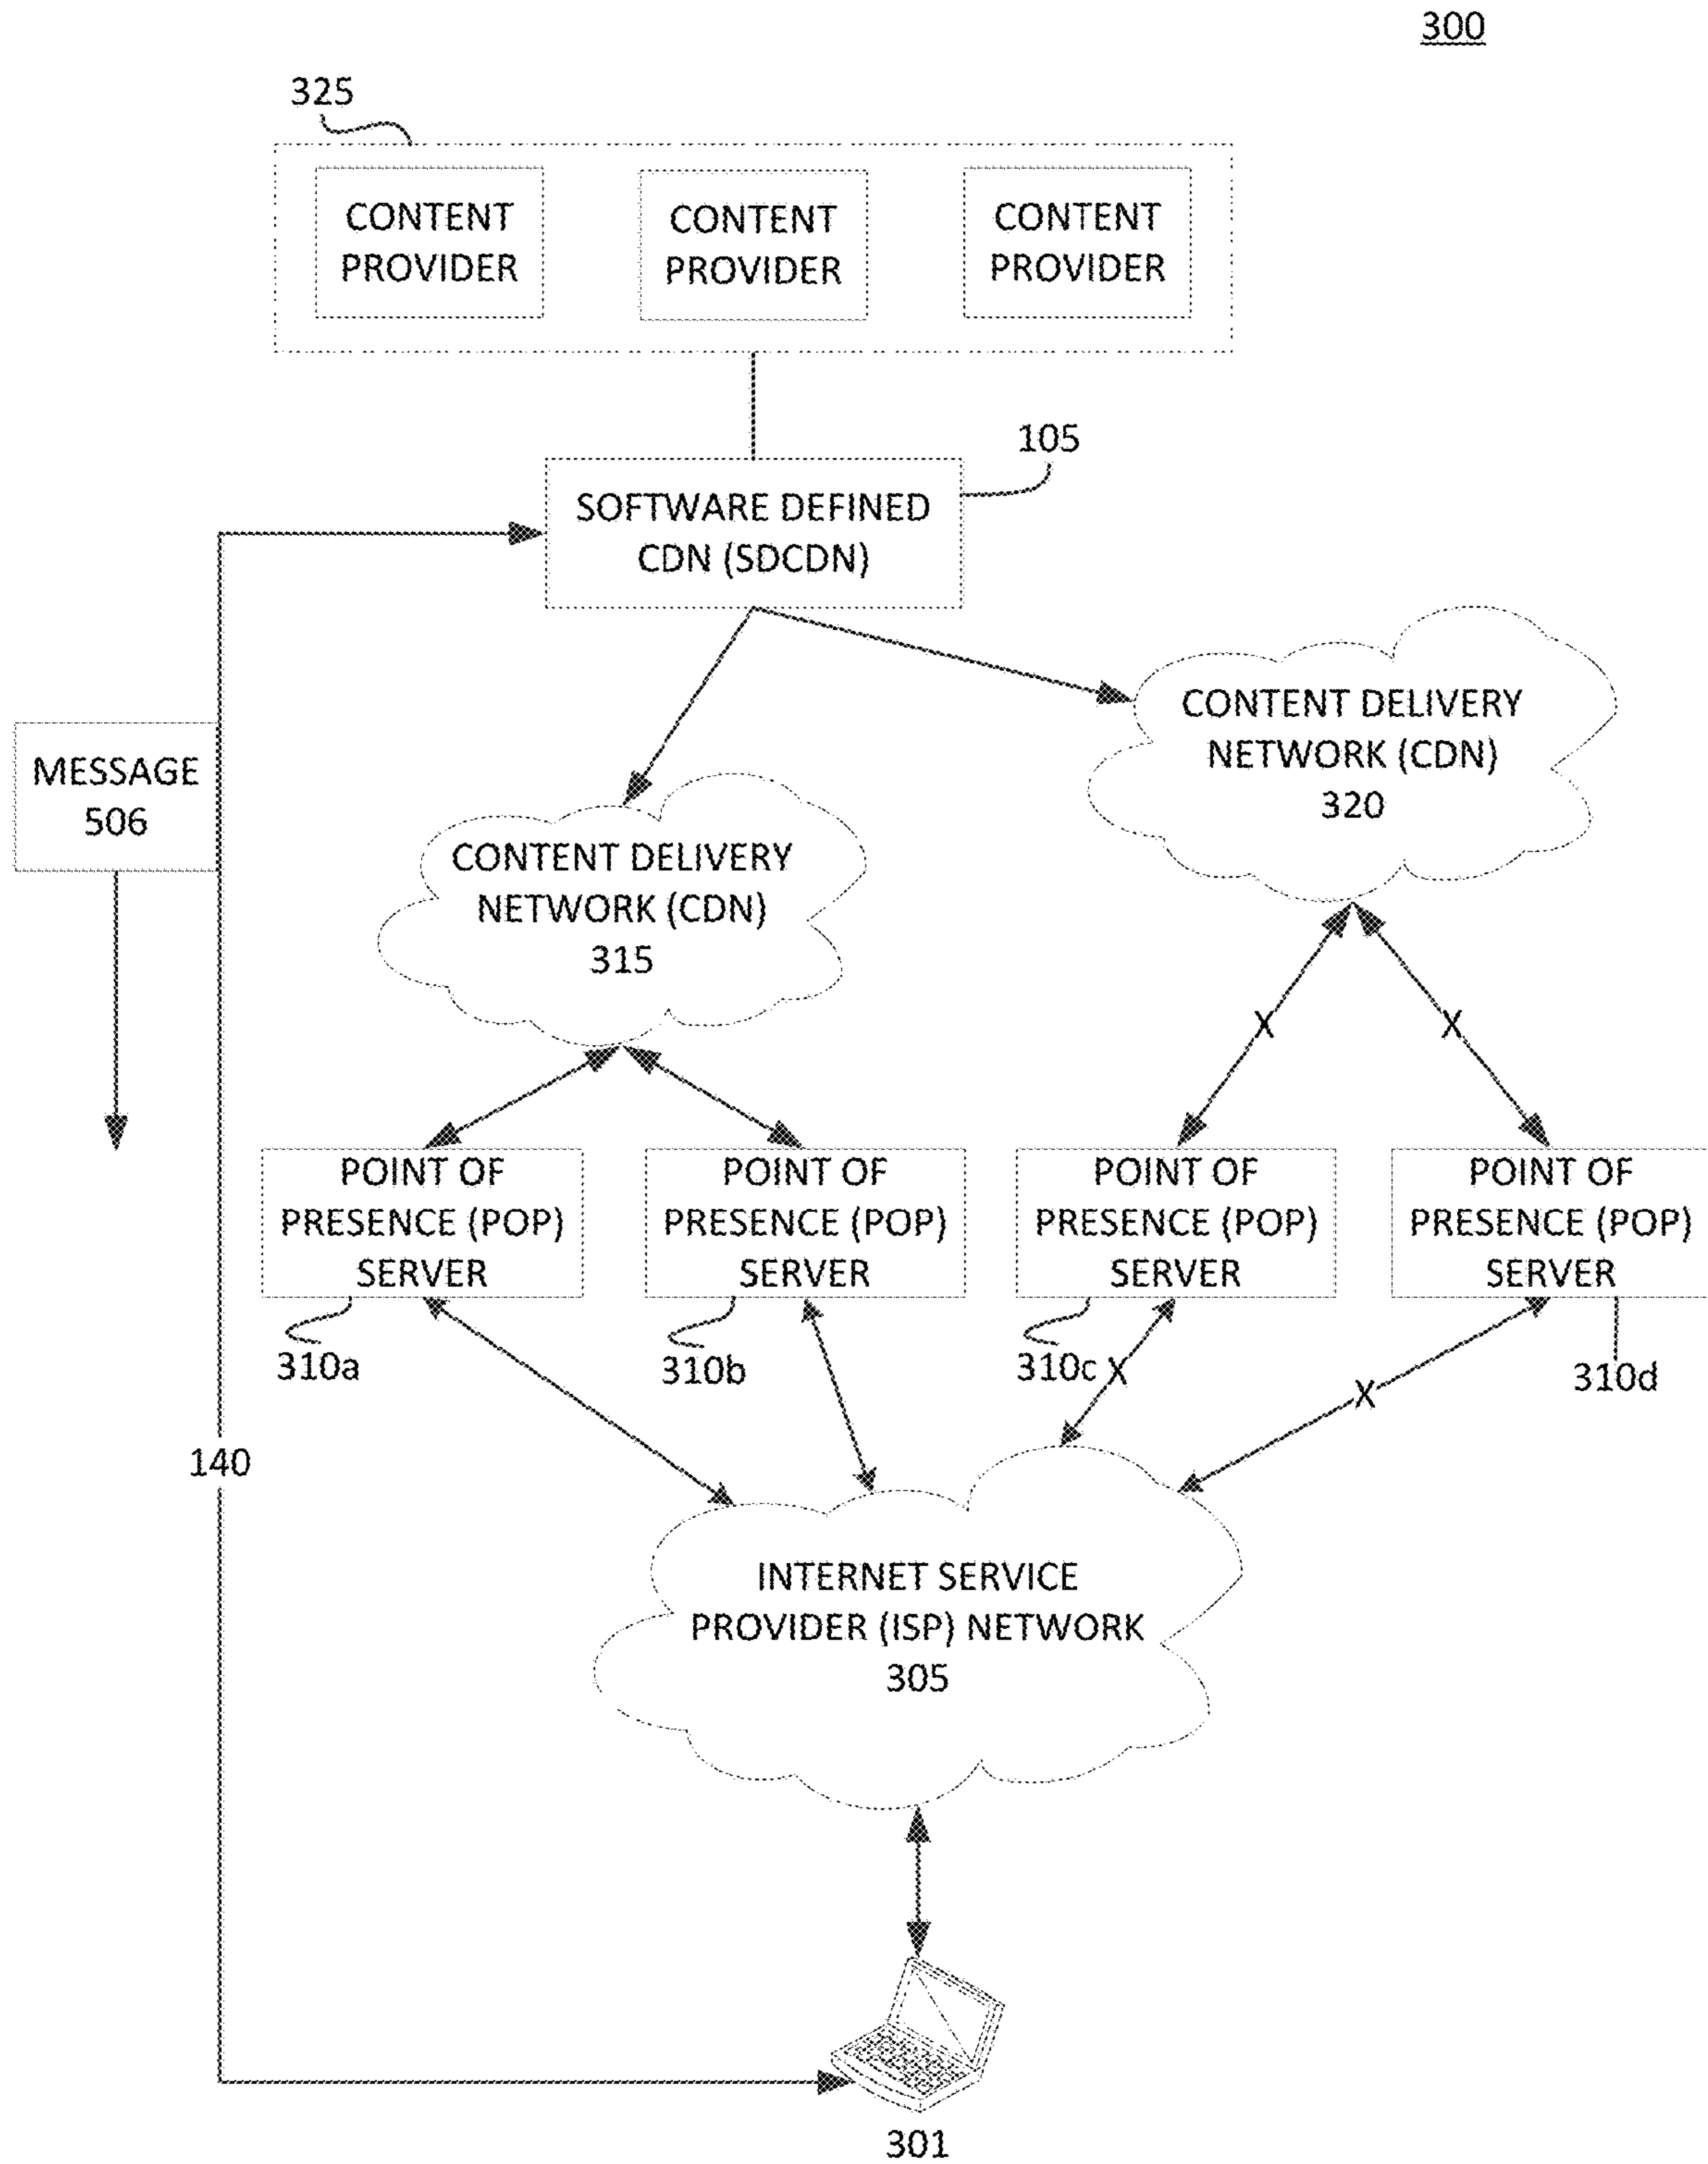 300
325
CONTENT
PROVIDER
CONTENT
PROVIDER
CONTENT
PROVIDER
105
SOFTWARE DEFINED
CDN (SDCDN)
CONTENT DELIVERY
NETWORK (CDN)
320
MESSAGE
506
CONTENT DELIVERY
NETWORK (CDN)
315
X
X
POINT OF
PRESENCE (POP)
SERVER
POINT OF
PRESENCE (POP)
SERVER
POINT OF
PRESENCE (POP)
SERVER
POINT OF
PRESENCE (POP)
SERVER
310a
310b
310c
X
310d
X
140
INTERNET SERVICE
PROVIDER (ISP) NETWORK
305
301